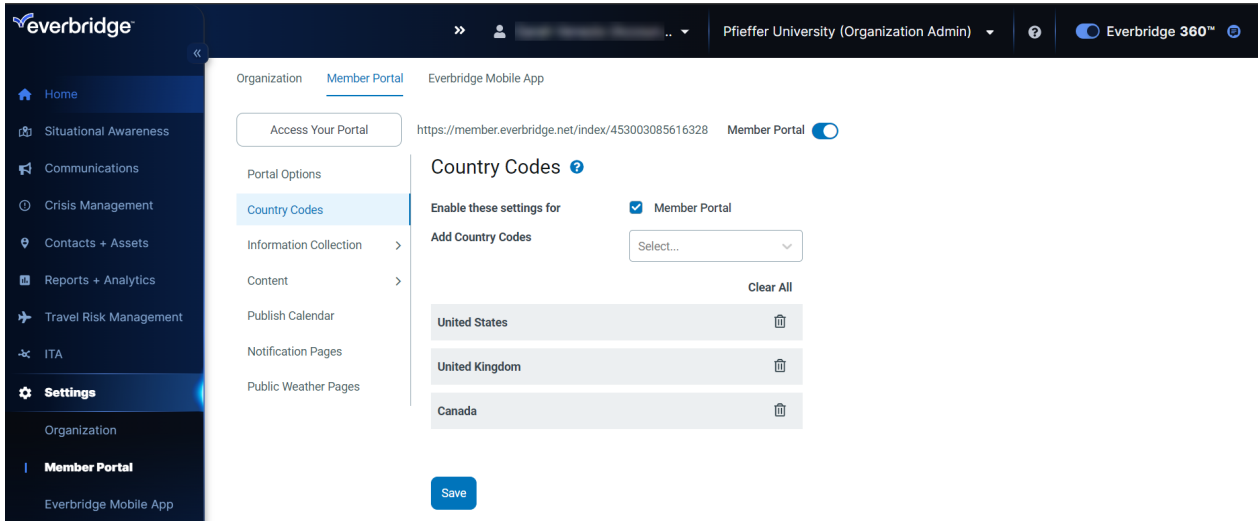 everbridge™
Pfieffer University (Organization Admin)
Everbridge 360™
Home
Situational Awareness
Communications
Crisis Management
Contacts + Assets
Reports + Analytics
Travel Risk Management
ITA
Settings
Organization
Member Portal
Everbridge Mobile App
Organization Member Portal Everbridge Mobile App
Access Your Portal https://member.everbridge.net/index/453003085616328 Member Portal
Portal Options
Country Codes
Information Collection
Content
Publish Calendar
Notification Pages
Public Weather Pages
Country Codes ?
Enable these settings for Member Portal
Add Country Codes Select...
Clear All
United States
United Kingdom
Canada
Save